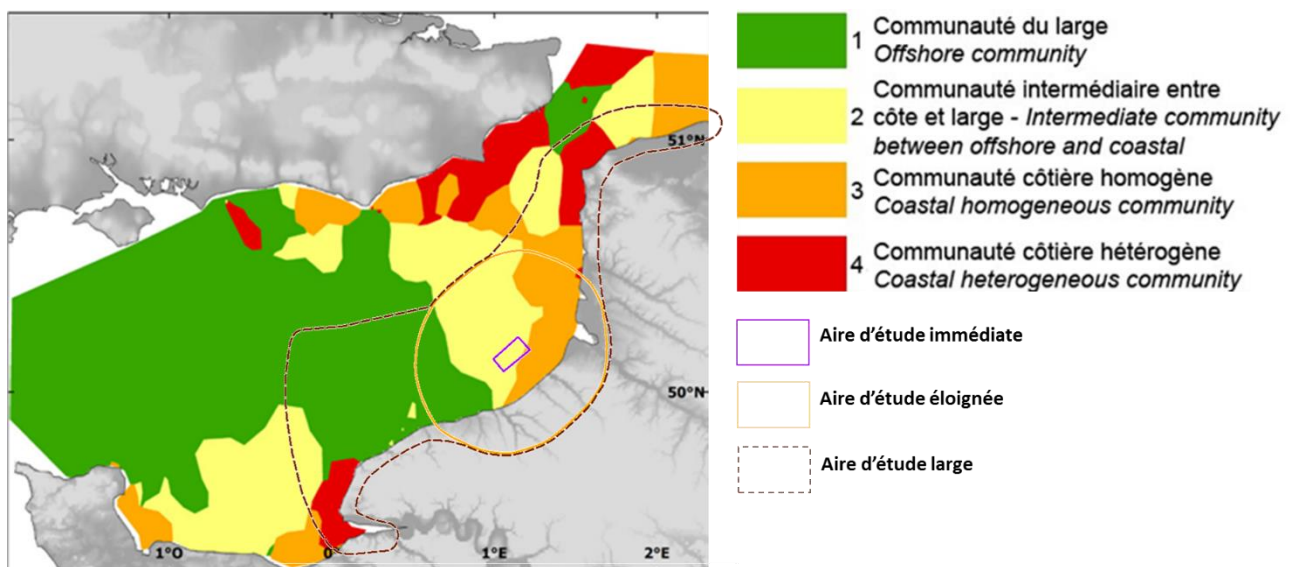 51°N
50°N
1°O
0°
1°E
2°E
1 Communauté du large
Offshore community
Communauté intermédiaire entre
2 côte et large - Intermediate community
between offshore and coastal
3 Communauté côtière homogène
Coastal homogeneous community
4 Communauté côtière hétérogène
Coastal heterogeneous community
Aire d'étude immédiate
Aire d'étude éloignée
Aire d'étude large